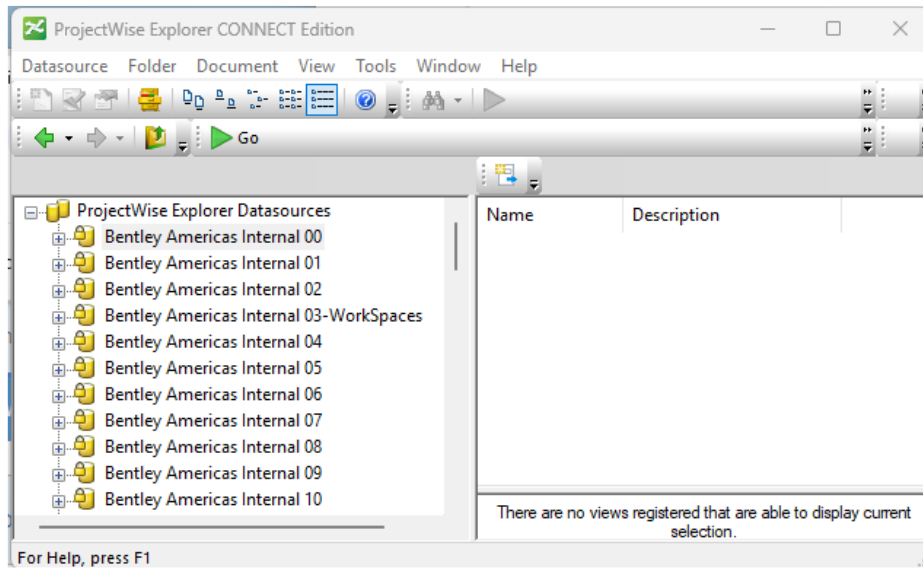 ProjectWise Explorer CONNECT Edition
Datasource Folder Document View Tools Window Help
Go
ProjectWise Explorer Datasources
Bentley Americas Internal 00
Bentley Americas Internal 01
Bentley Americas Internal 02
Bentley Americas Internal 03-WorkSpaces
Bentley Americas Internal 04
Bentley Americas Internal 05
Bentley Americas Internal 06
Bentley Americas Internal 07
Bentley Americas Internal 08
Bentley Americas Internal 09
Bentley Americas Internal 10
Name Description
There are no views registered that are able to display current
selection.
For Help, press F1